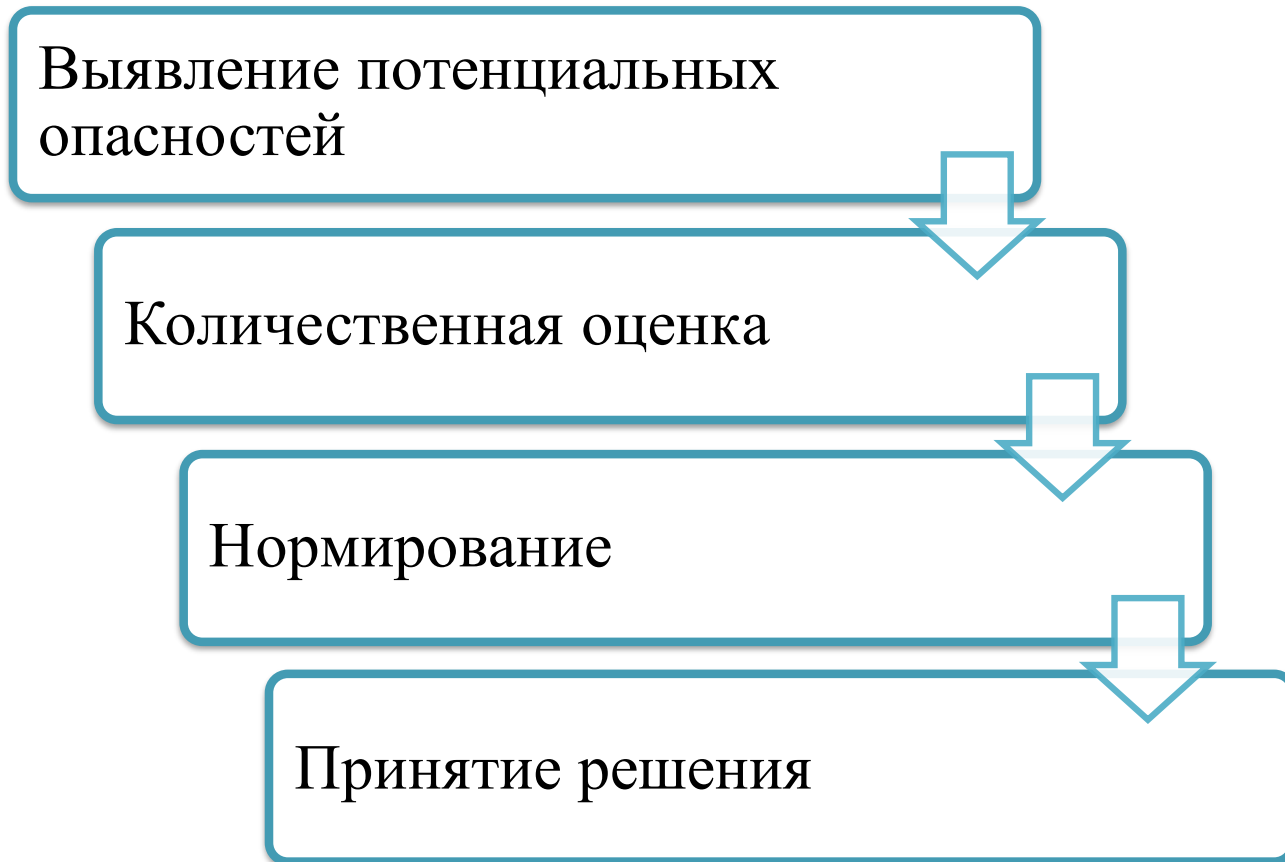 Выявление потенциальных
опасностей
Количественная оценка
Нормирование
Принятие решения